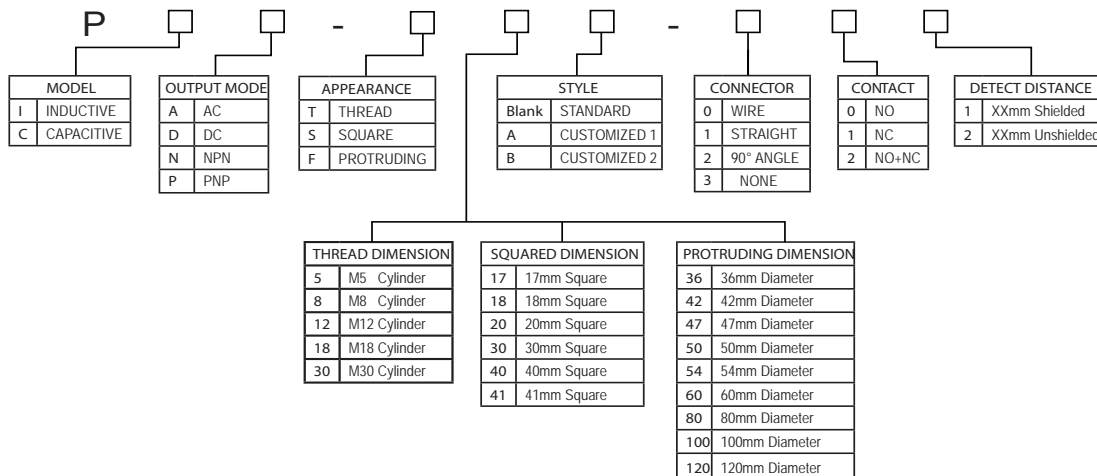 P - -
MODEL
I INDUCTIVE
C CAPACITIVE
OUTPUT MODE
A AC
D DC
N NPN
P PNP
APPEARANCE
T THREAD
S SQUARE
F PROTRUDING
STYLE
Blank STANDARD
A CUSTOMIZED 1
B CUSTOMIZED 2
CONNECTOR
0 WIRE
1 STRAIGHT
2 90° ANGLE
3 NONE
CONTACT
0 NO
1 NC
2 NO+NC
DETECT DISTANCE
1 XXmm Shielded
2 XXmm Unshielded
THREAD DIMENSION
5 M5 Cylinder
8 M8 Cylinder
12 M12 Cylinder
18 M18 Cylinder
30 M30 Cylinder
SQUARED DIMENSION
17 17mm Square
18 18mm Square
20 20mm Square
30 30mm Square
40 40mm Square
41 41mm Square
PROTRUDING DIMENSION
36 36mm Diameter
42 42mm Diameter
47 47mm Diameter
50 50mm Diameter
54 54mm Diameter
60 60mm Diameter
80 80mm Diameter
100 100mm Diameter
120 120mm Diameter